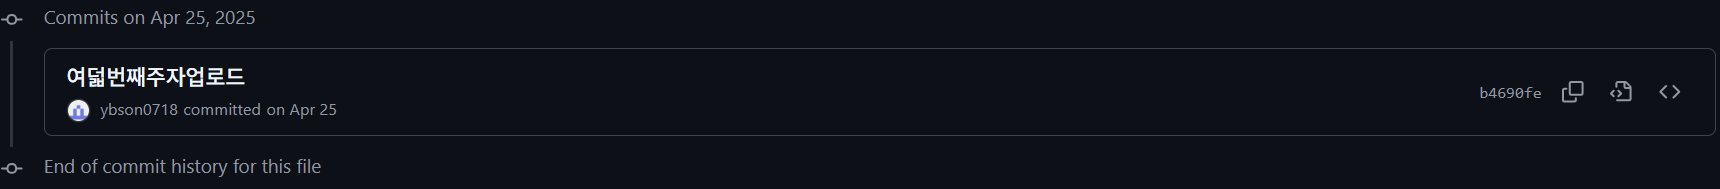 Commits on Apr 25, 2025
여덟번째주자업로드
ybson0718 committed on Apr 25
b4690fe
End of commit history for this file